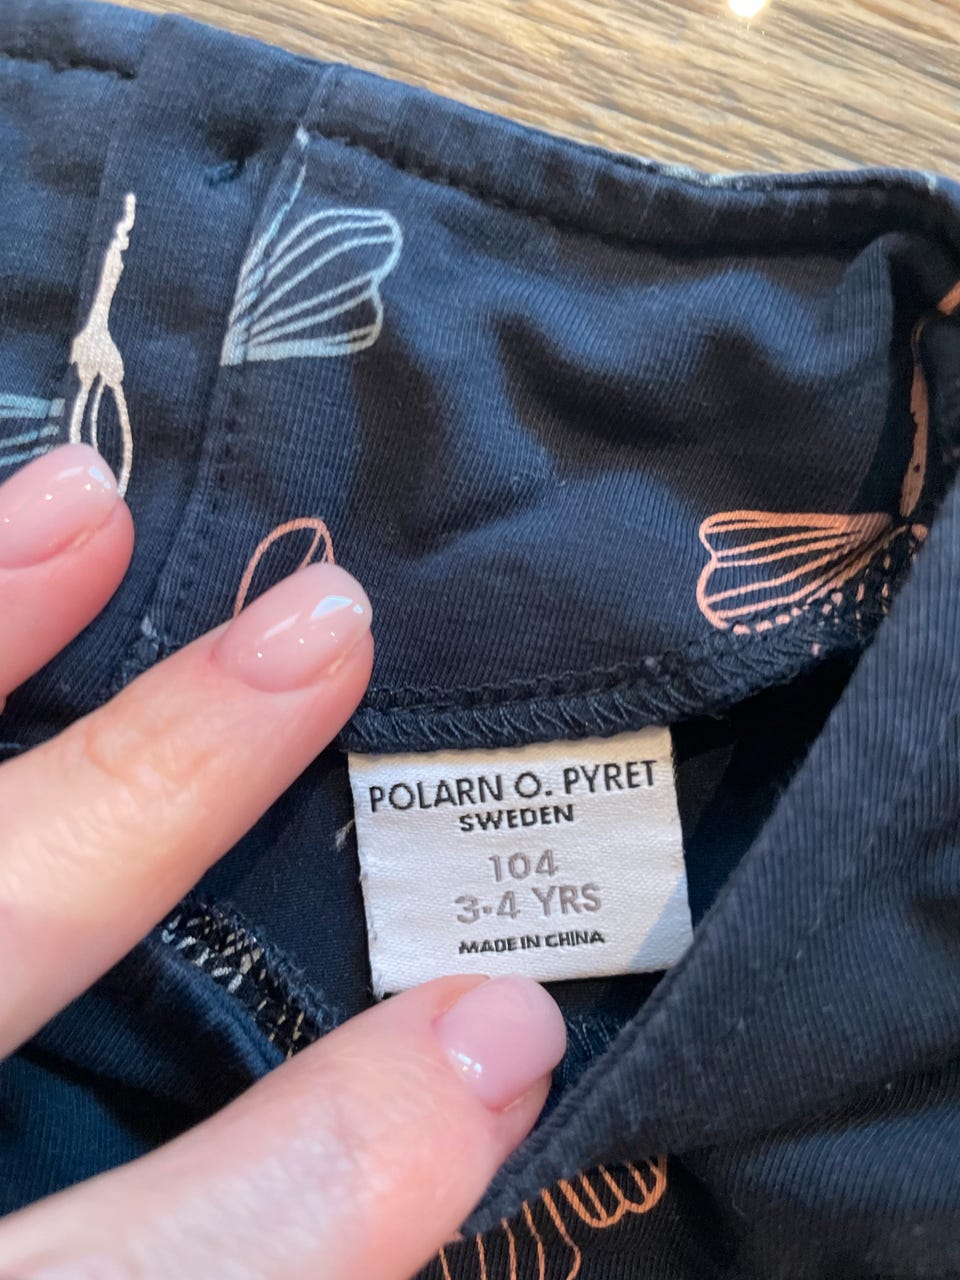 POLARN O. PYRET
SWEDEN
104
3-4 YRS
MADE IN CHINA